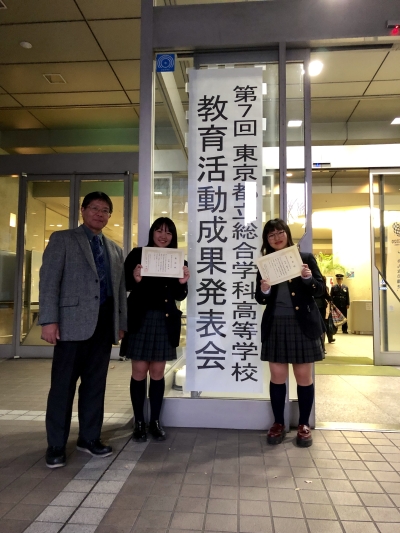 第7回 東京都立総合学科高等学校
教育活動成果発表会